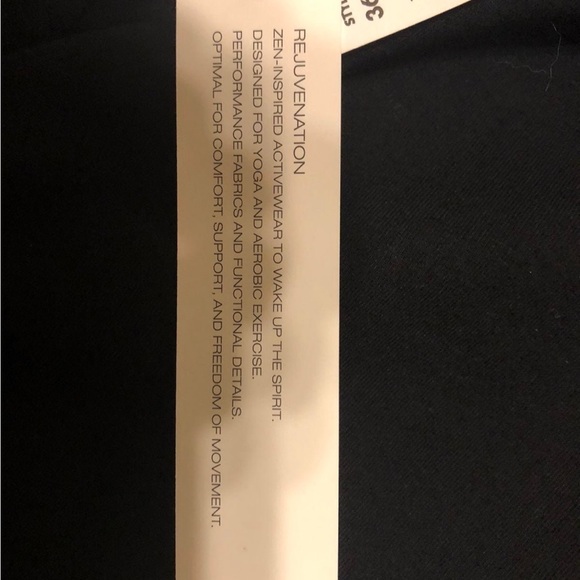 REJUVENATION
ZEN-INSPIRED ACTIVEWEAR TO WAKE UP THE SPIRIT.
DESIGNED FOR YOGA AND AEROBIC EXERCISE.
PERFORMANCE FABRICS AND FUNCTIONAL DETAILS.
OPTIMAL FOR COMFORT, SUPPORT, AND FREEDOM OF MOVEMENT.